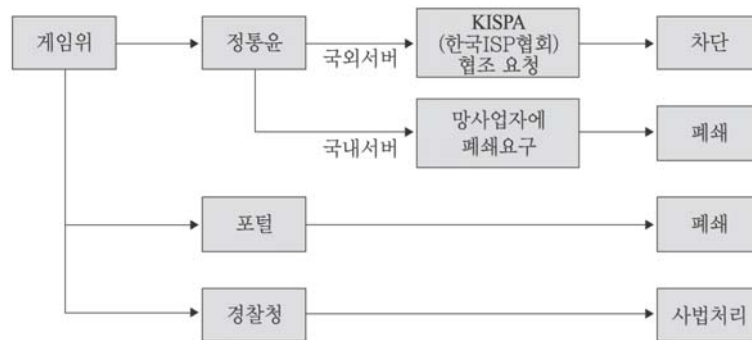 게임위
정통윤
국외서버
KISPA
(한국ISP협회)
협조 요청
차단
국내서버
망사업자에
폐쇄요구
폐쇄
포털
폐쇄
경찰청
사법처리